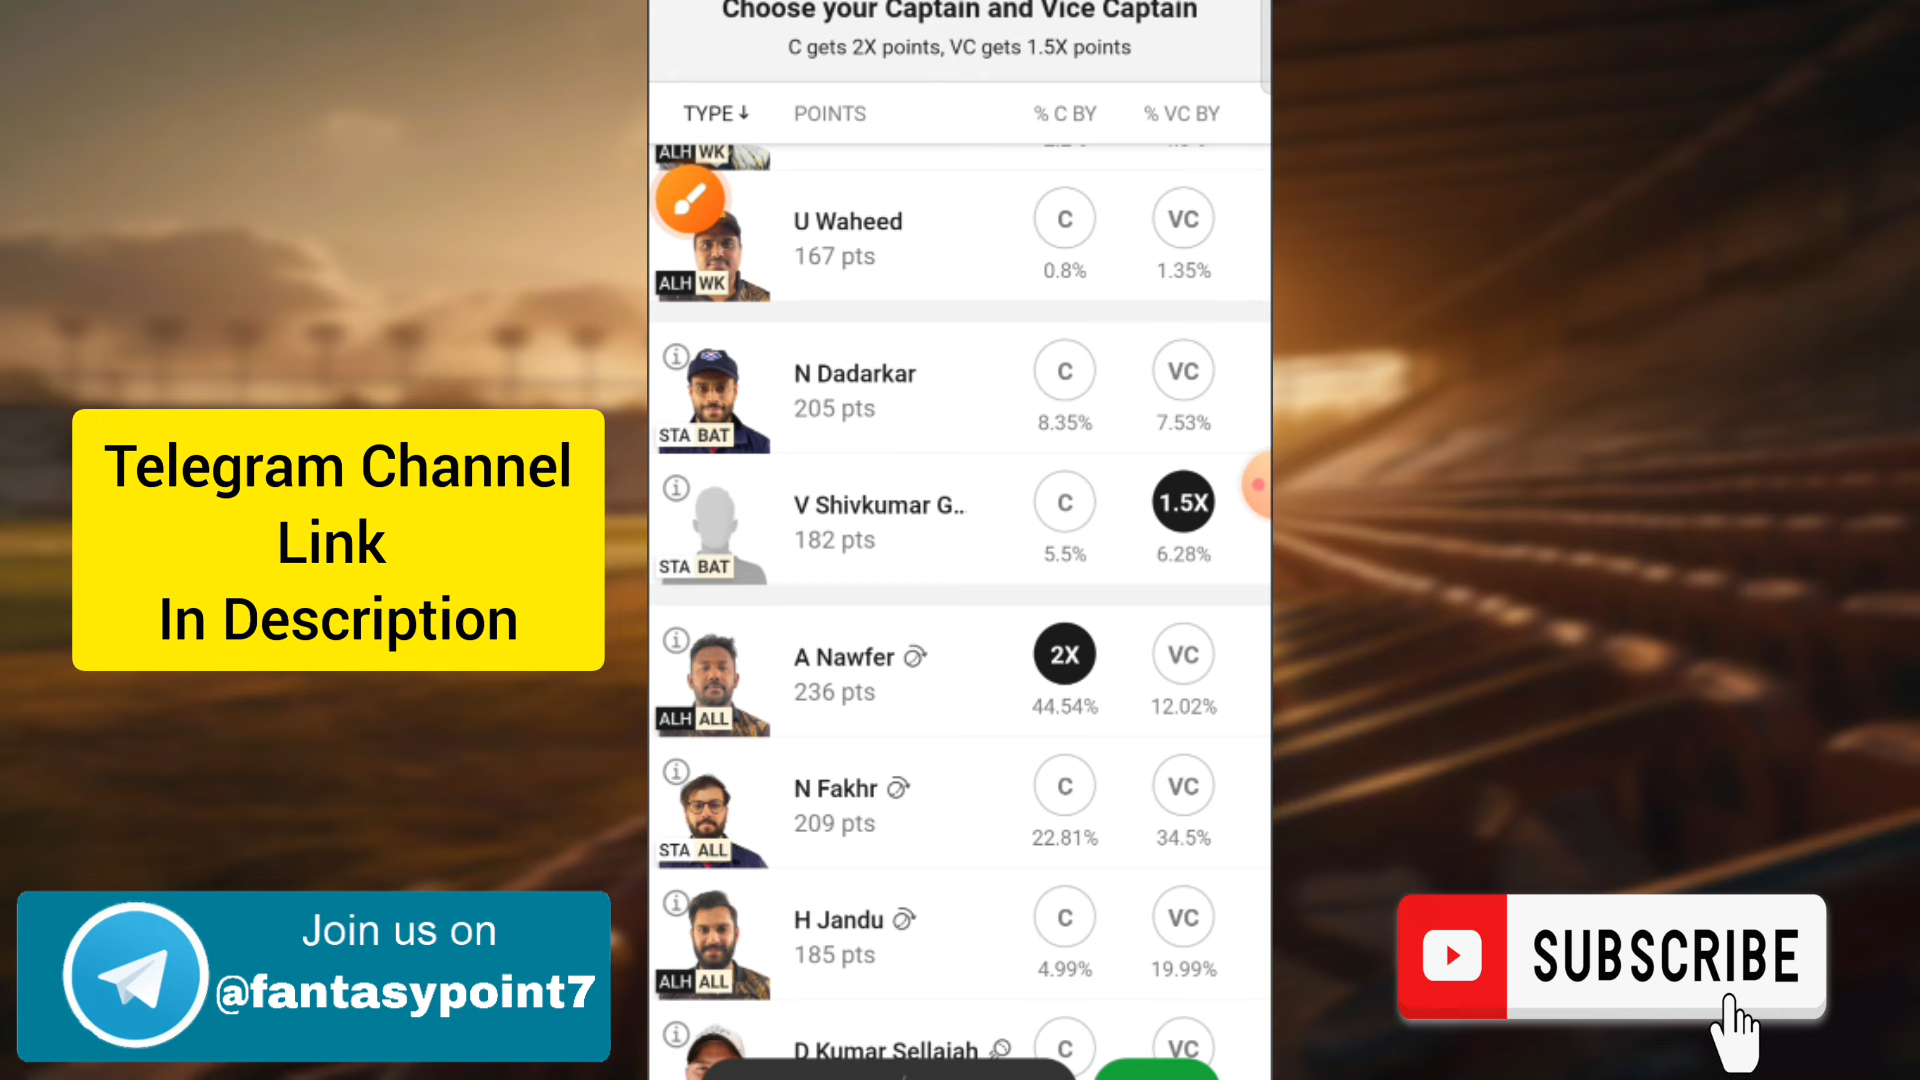 Choose your Captain and Vice Captain
C gets 2X points, VC gets 1.5X points
TYPE↓ POINTS % C BY % VC BY
ALH WK
U Waheed C VC
167 pts 0.8% 1.35%
ALH WK
N Dadarkar C VC
205 pts 8.35% 7.53%
STA BAT
V Shivkumar G.. C 1.5X
182 pts 5.5% 6.28%
STA BAT
A Nawfer 2X VC
236 pts 44.54% 12.02%
ALH ALL
N Fakhr C VC
209 pts 22.81% 34.5%
STA ALL
H Jandu C VC
185 pts 4.99% 19.99%
ALH ALL
D Kumar Sellaiah C VC
Telegram Channel
Link
In Description
Join us on
@fantasypoint7
SUBSCRIBE